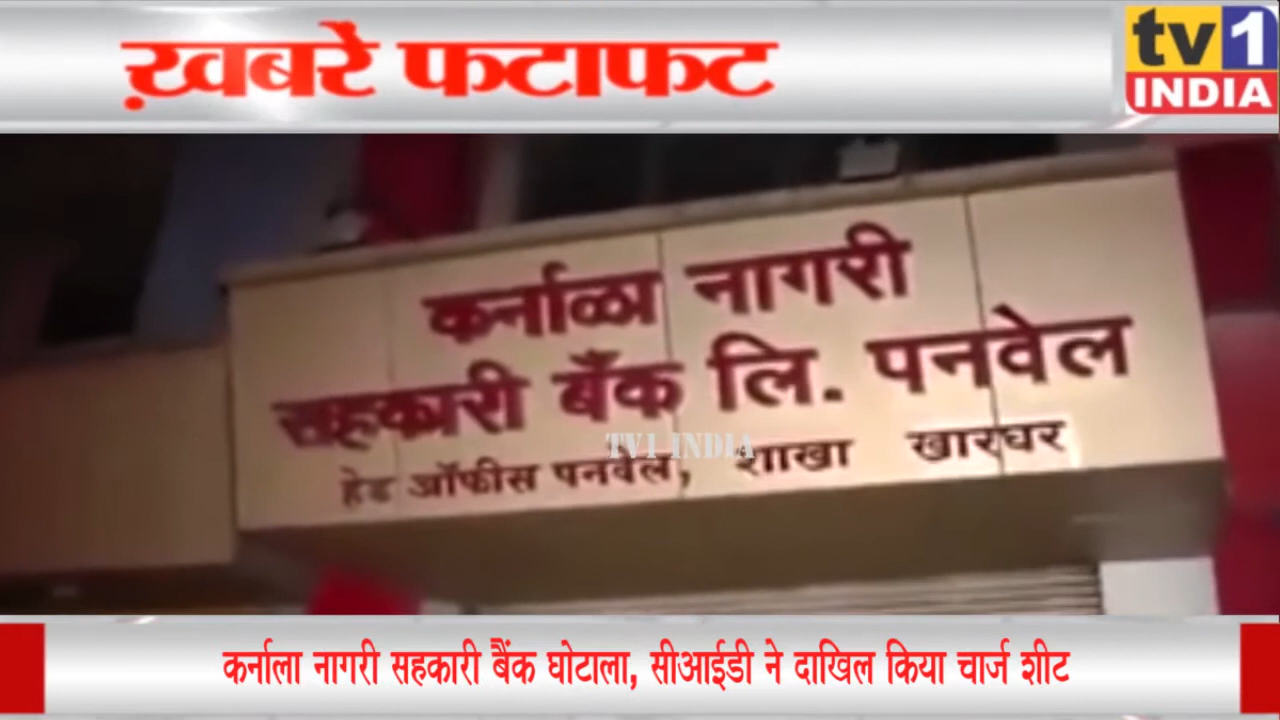 ख़बरें फटाफट
tv1
INDIA
कर्नाळा नागरी
सहकारी बँक लि. पनवेल
हेड ऑफीस पनवेल, शाखा खारघर
TV1 INDIA
कर्नाला नागरी सहकारी बैंक घोटाला, सीआईडी ने दाखिल किया चार्ज शीट